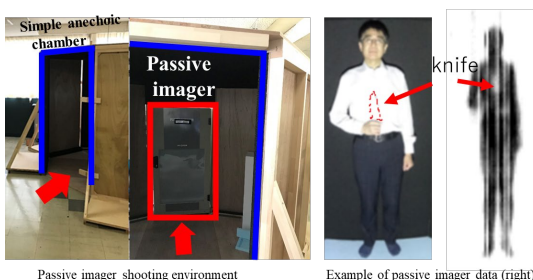 Simple anechoic
chamber
Passive
imager
knife
Passive imager shooting environment
Example of passive imager data (right)